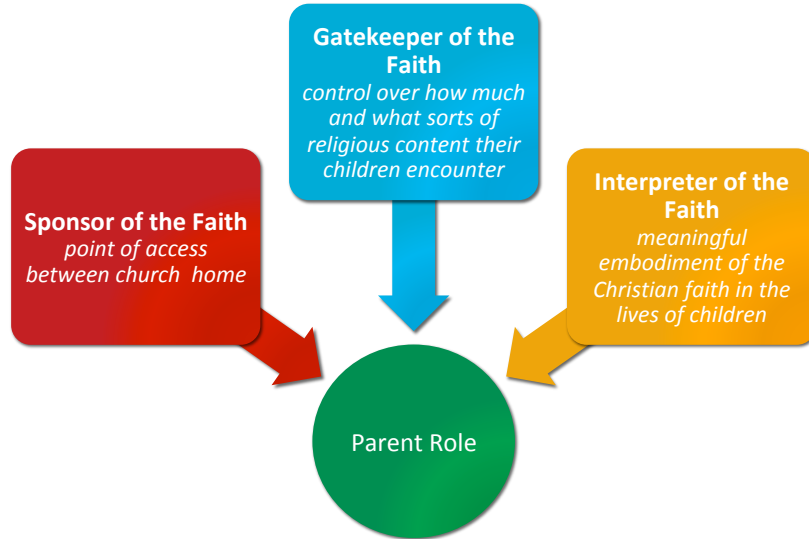 Gatekeeper of the
Faith
control over how much
and what sorts of
religious content their
children encounter
Sponsor of the Faith
point of access
between church  home
Interpreter of the
Faith
meaningful
embodiment of the
Christian faith in the
lives of children
Parent Role